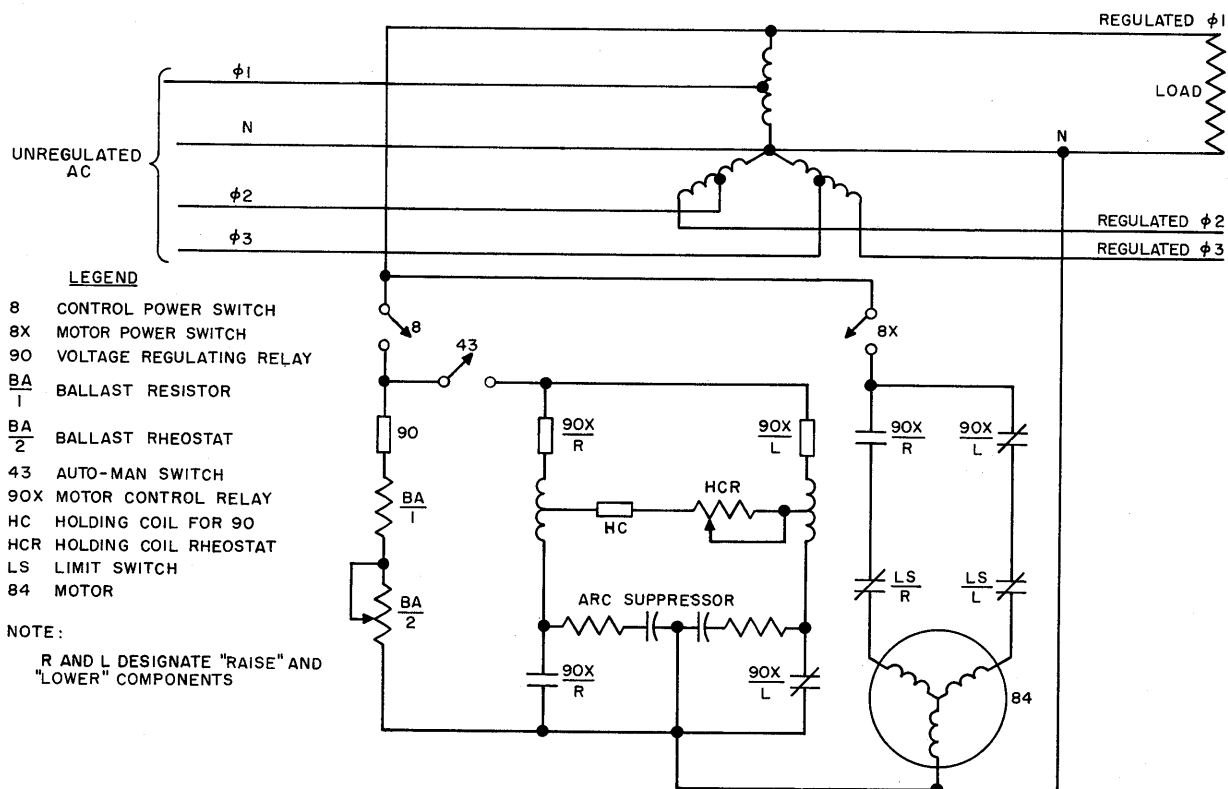 REGULATED ϕ1
ϕ1
LOAD
N
N
UNREGULATED
AC
ϕ2
REGULATED ϕ2
ϕ3
REGULATED ϕ3
LEGEND
8 CONTROL POWER SWITCH
8X MOTOR POWER SWITCH
90 VOLTAGE REGULATING RELAY
BA/1 BALLAST RESISTOR
BA/2 BALLAST RHEOSTAT
43 AUTO-MAN SWITCH
90X MOTOR CONTROL RELAY
HC HOLDING COIL FOR 90
HCR HOLDING COIL RHEOSTAT
LS LIMIT SWITCH
84 MOTOR
NOTE:
R AND L DESIGNATE "RAISE" AND
"LOWER" COMPONENTS
8
8X
43
90
90X/R
90X/L
90X/R
90X/L
BA/1
HCR
HC
BA/2
ARC SUPPRESSOR
LS/R
LS/L
90X/R
90X/L
84